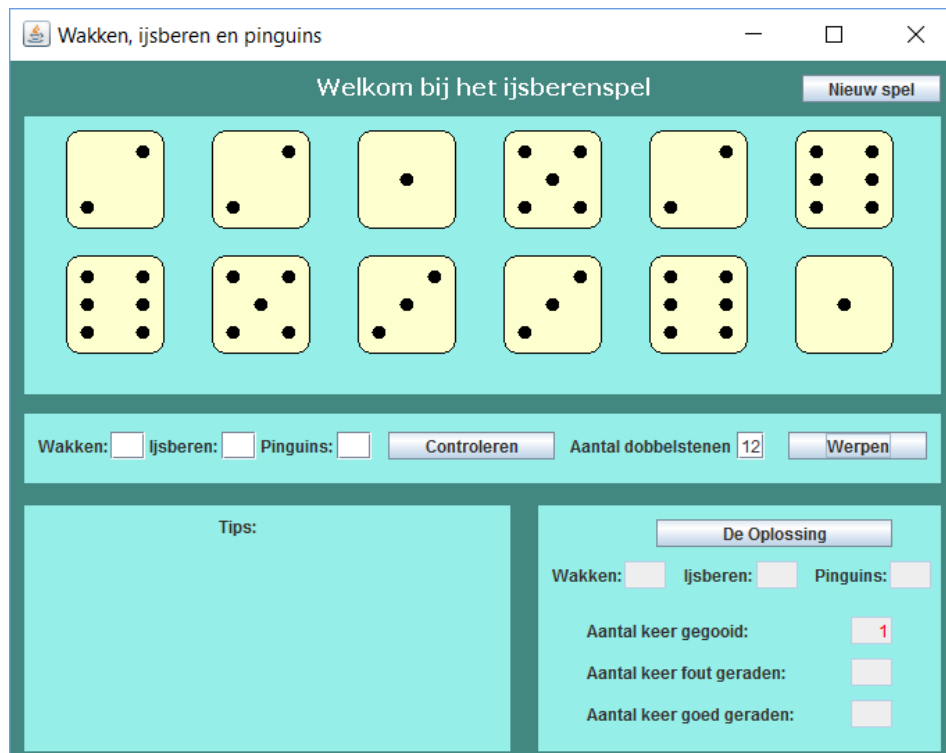 Wakken, ijsberen en pinguins
Welkom bij het ijsberenspel
Nieuw spel
Wakken: Ijsberen: Pinguins: Controleren Aantal dobbelstenen 12 Werpen
Tips:
De Oplossing
Wakken: Ijsberen: Pinguins:
Aantal keer gegooid: 1
Aantal keer fout geraden:
Aantal keer goed geraden: